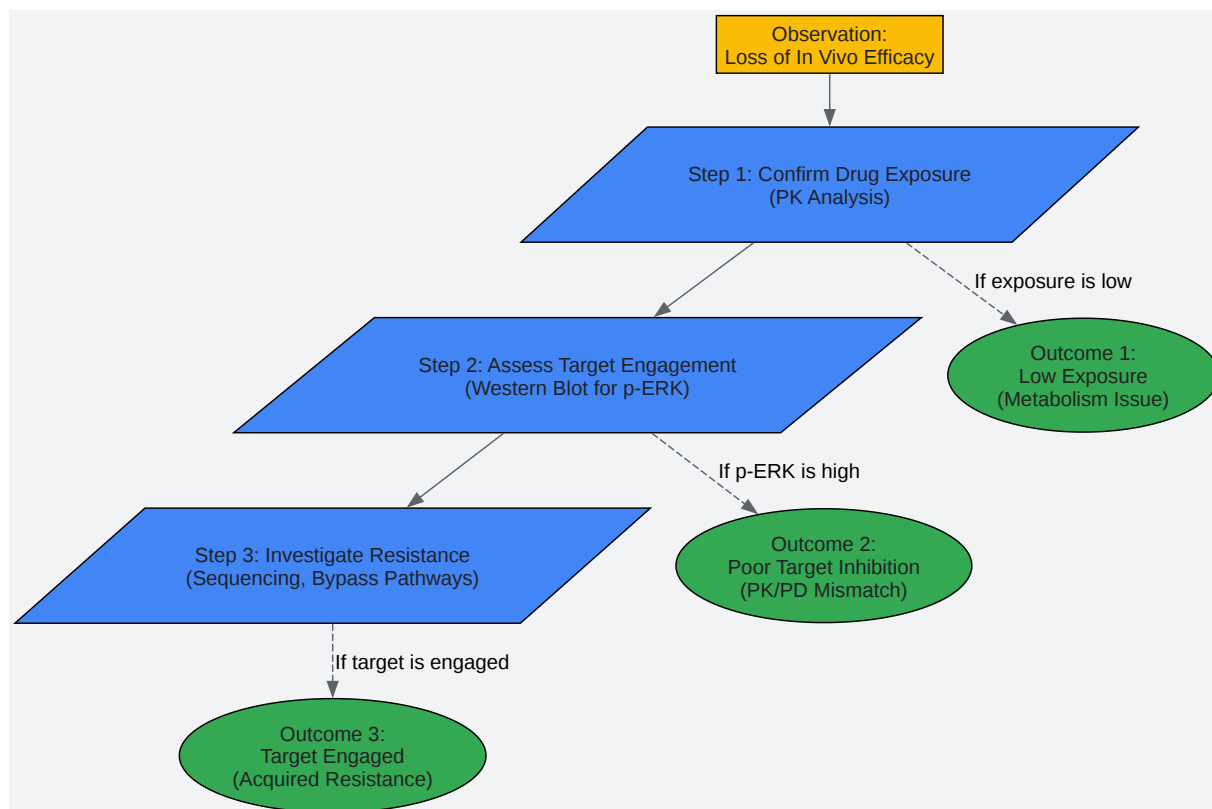 Observation:
Loss of In Vivo Efficacy
Step 1: Confirm Drug Exposure
(PK Analysis)
If exposure is low
Step 2: Assess Target Engagement
(Western Blot for p-ERK)
Outcome 1:
Low Exposure
(Metabolism Issue)
If p-ERK is high
Step 3: Investigate Resistance
(Sequencing, Bypass Pathways)
Outcome 2:
Poor Target Inhibition
(PK/PD Mismatch)
If target is engaged
Outcome 3:
Target Engaged
(Acquired Resistance)